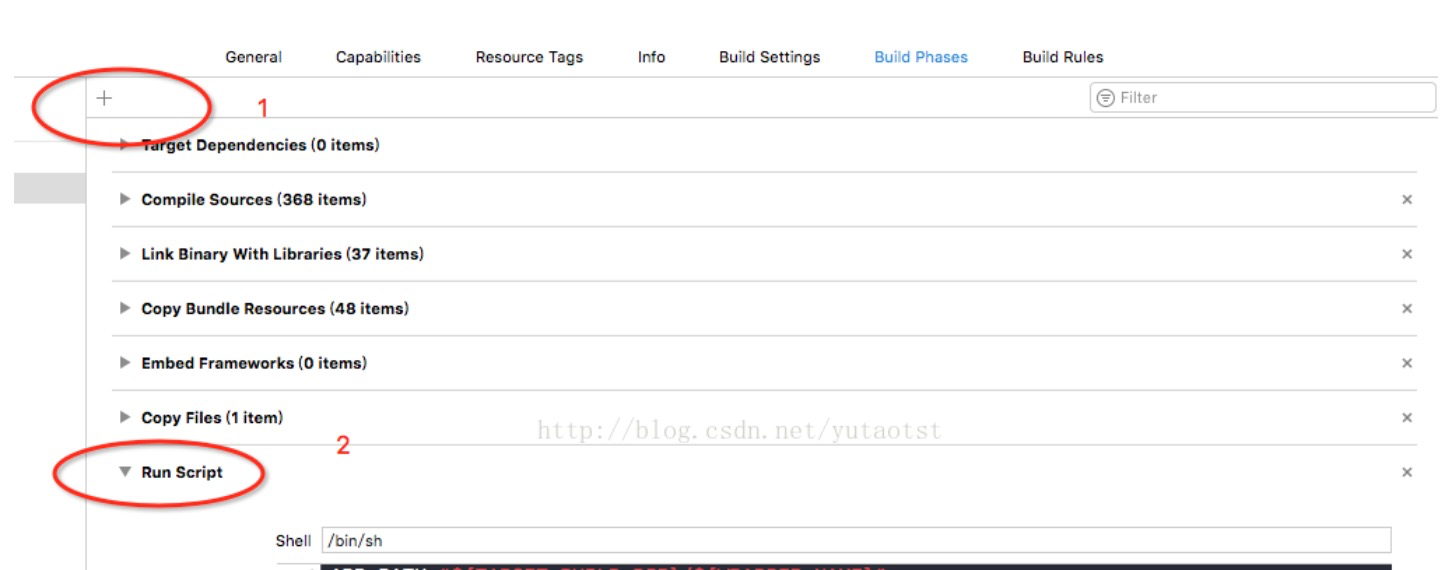 General Capabilities Resource Tags Info Build Settings Build Phases Build Rules
+ 1 Filter
Target Dependencies (0 items)
Compile Sources (368 items) ×
Link Binary With Libraries (37 items) ×
Copy Bundle Resources (48 items) ×
Embed Frameworks (0 items) ×
Copy Files (1 item) ×
http://blog.csdn.net/yutaotst
2
Run Script ×
Shell /bin/sh